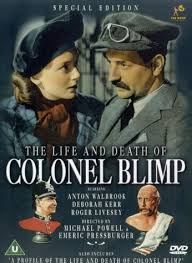 SPECIAL EDITION
THE LIFE AND DEATH OF
COLONEL BLIMP
STARRING
ANTON WALBROOK
DEBORAH KERR
ROGER LIVESEY
DIRECTED BY
MICHAEL POWELL &
EMERIC PRESSBURGER
ALSO INCLUDES
"A PROFILE OF THE LIFE AND DEATH OF COLONEL BLIMP"
U
DVD